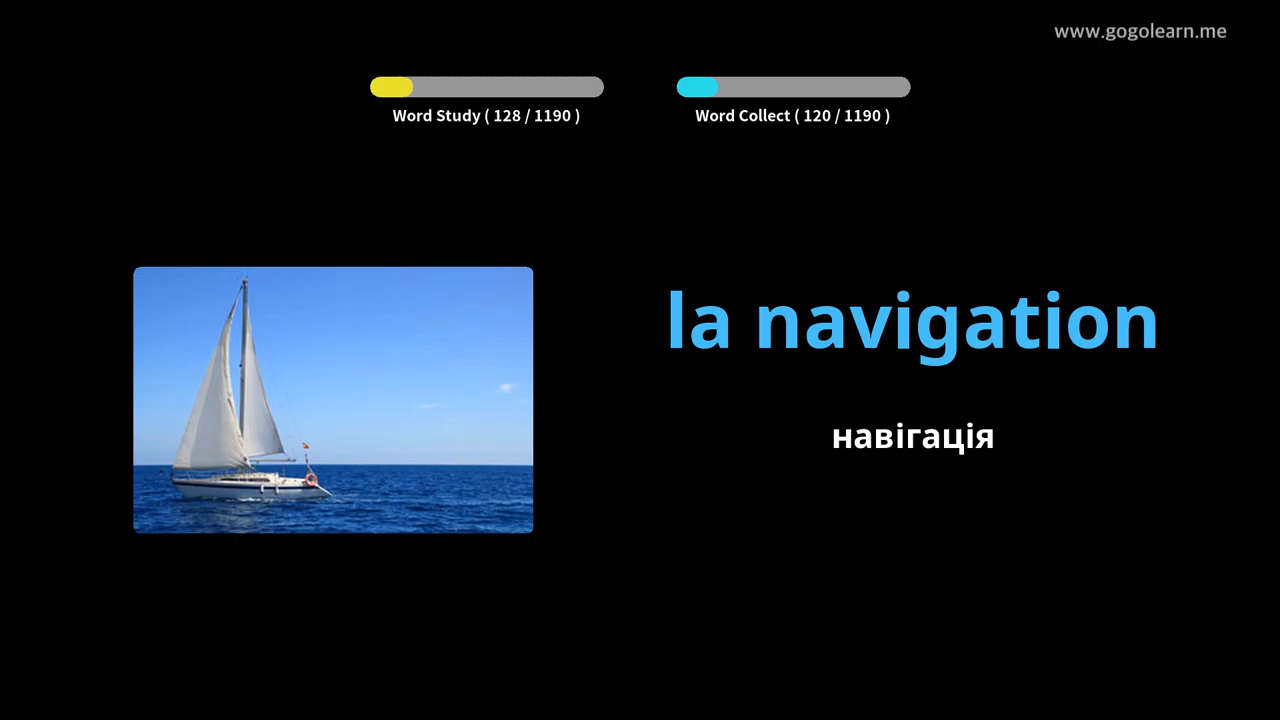 www.gogolearn.me
Word Study ( 128 / 1190 )
Word Collect ( 120 / 1190 )
la navigation
навігація